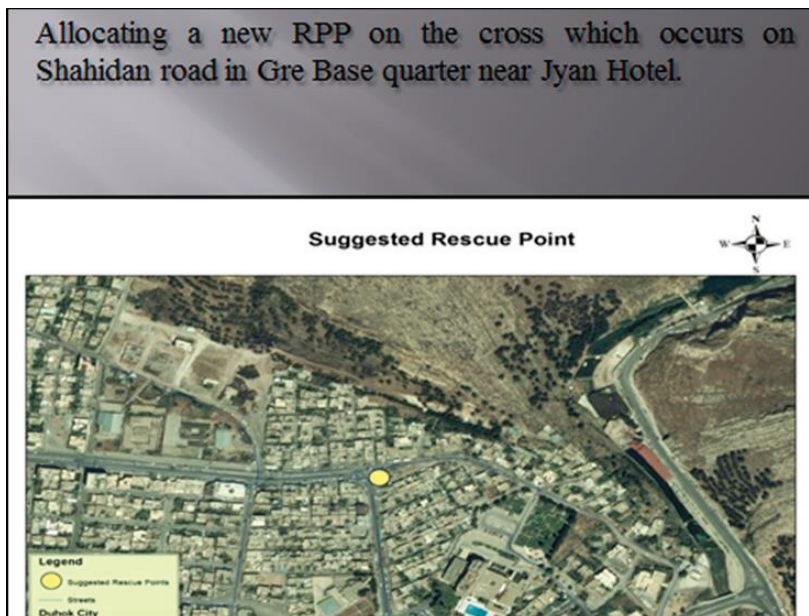 Allocating a new RPP on the cross which occurs on
Shahidan road in Gre Base quarter near Jyan Hotel.
Suggested Rescue Point
N
W E
S
Legend
Suggested Rescue Points
Streets
Duhok City